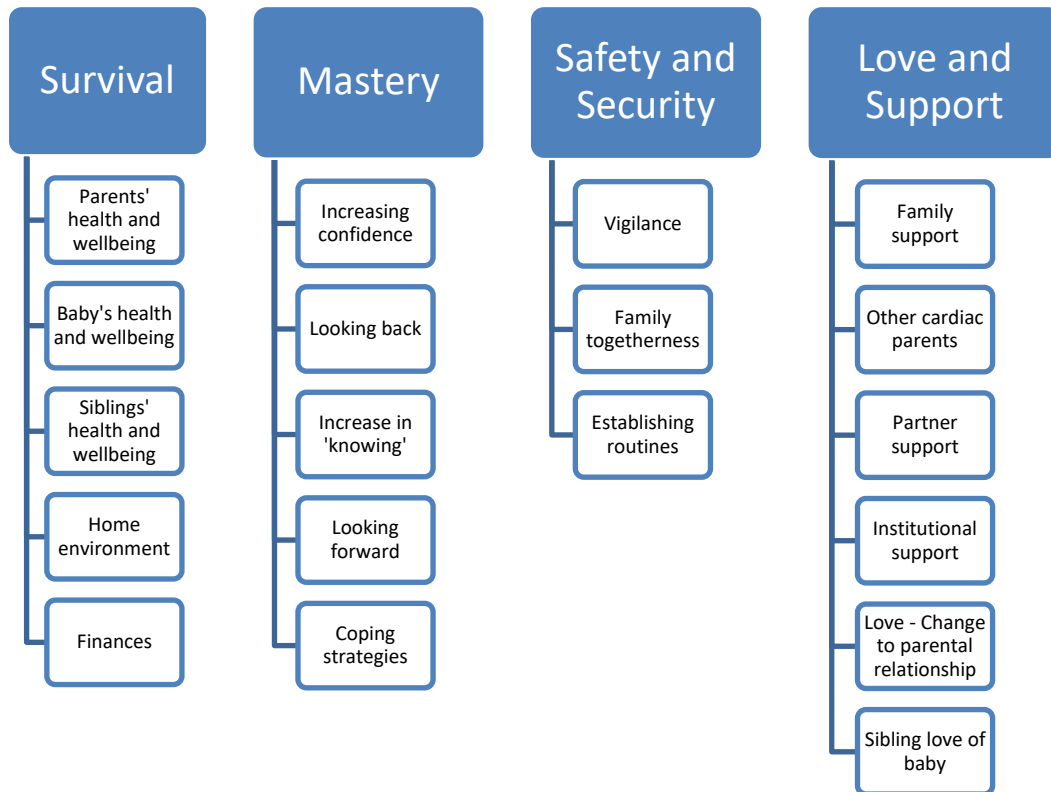 Survival
Parents'
health and
wellbeing
Baby's health
and wellbeing
Siblings'
health and
wellbeing
Home
environment
Finances
Mastery
Increasing
confidence
Looking back
Increase in
'knowing'
Looking
forward
Coping
strategies
Safety and
Security
Vigilance
Family
togetherness
Establishing
routines
Love and
Support
Family
support
Other cardiac
parents
Partner
support
Institutional
support
Love - Change
to parental
relationship
Sibling love of
baby